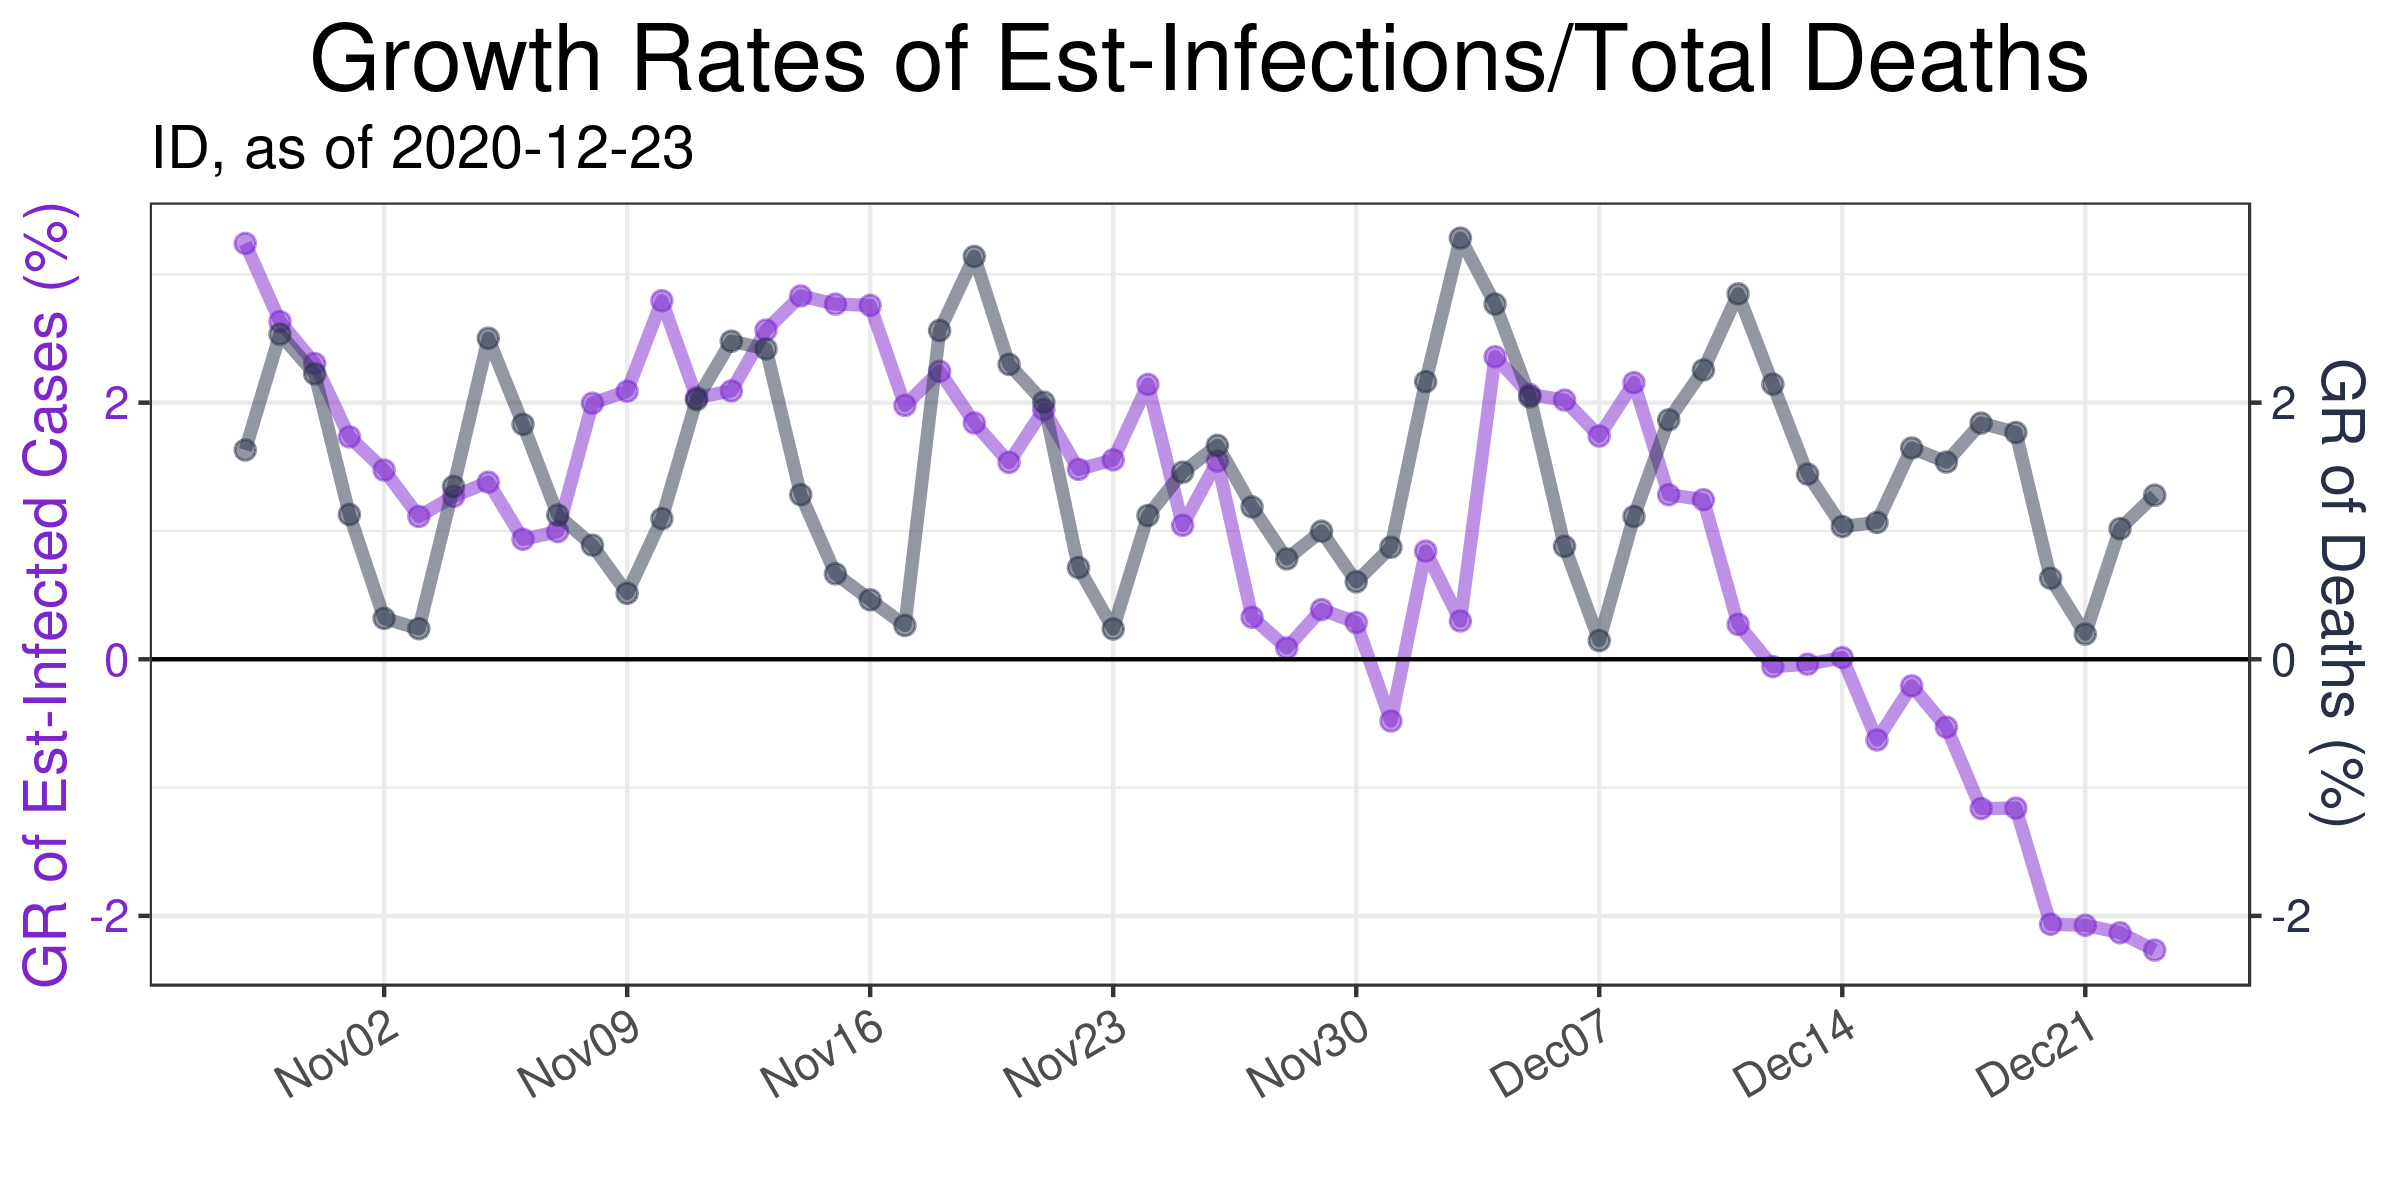 Growth Rates of Est-Infections/Total Deaths
ID, as of 2020-12-23
GR of Est-Infected Cases (%)
2
0
-2
2
0
-2
GR of Deaths (%)
Nov02
Nov09
Nov16
Nov23
Nov30
Dec07
Dec14
Dec21